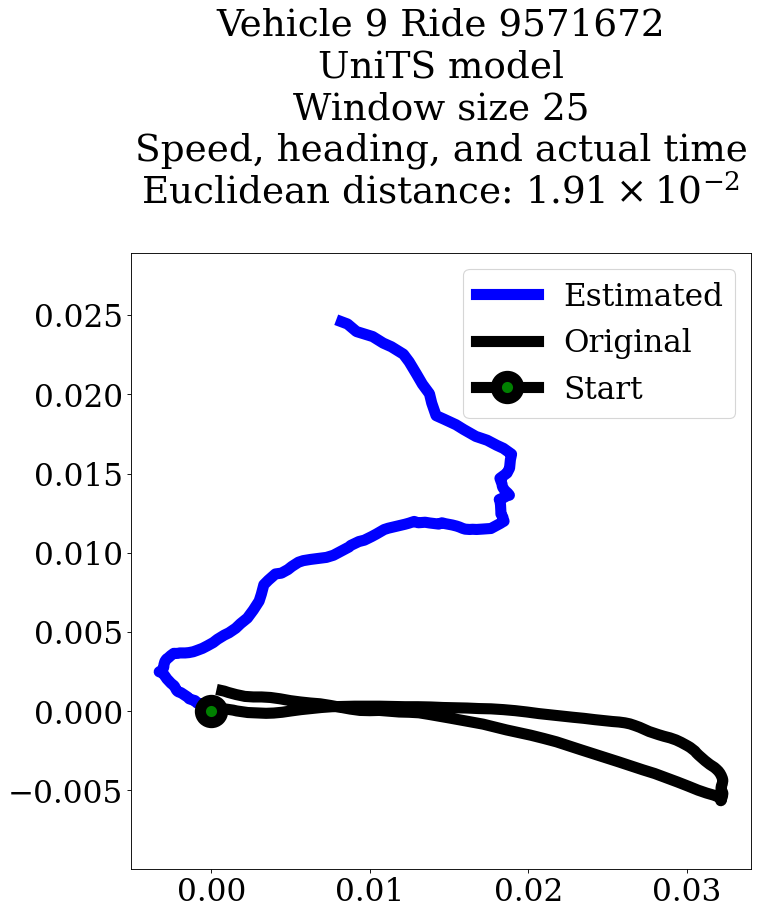 Vehicle 9 Ride 9571672
UniTS model
Window size 25
Speed, heading, and actual time
Euclidean distance: 1.91 × 10⁻²
Estimated
Original
Start
0.025
0.020
0.015
0.010
0.005
0.000
−0.005
0.00 0.01 0.02 0.03